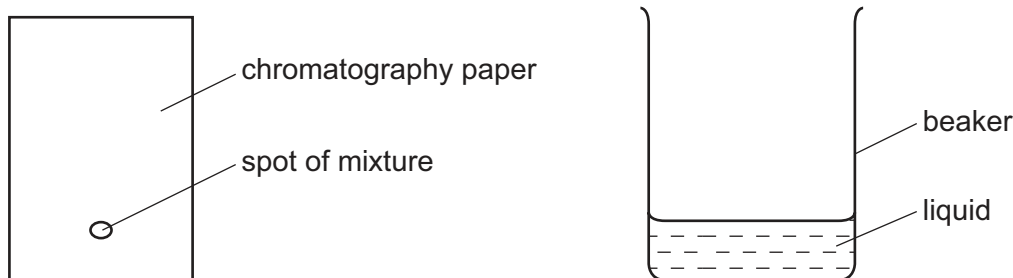 chromatography paper
spot of mixture
beaker
liquid